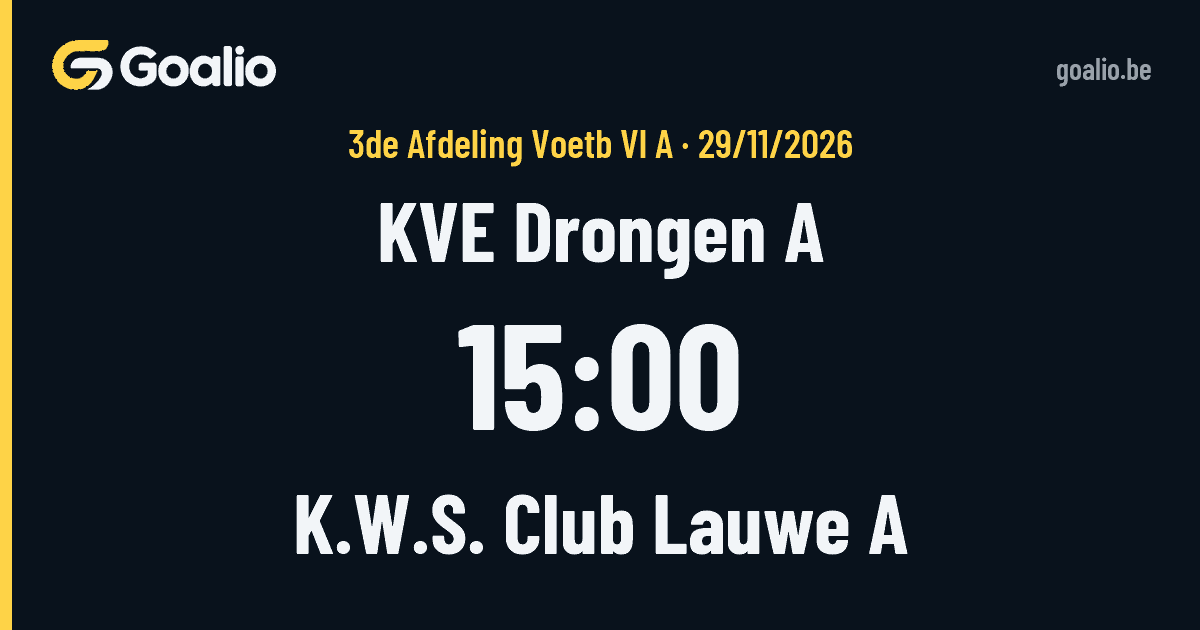 Goalio
goalio.be
3de Afdeling Voetb Vl A · 29/11/2026
KVE Drongen A
15:00
K.W.S. Club Lauwe A